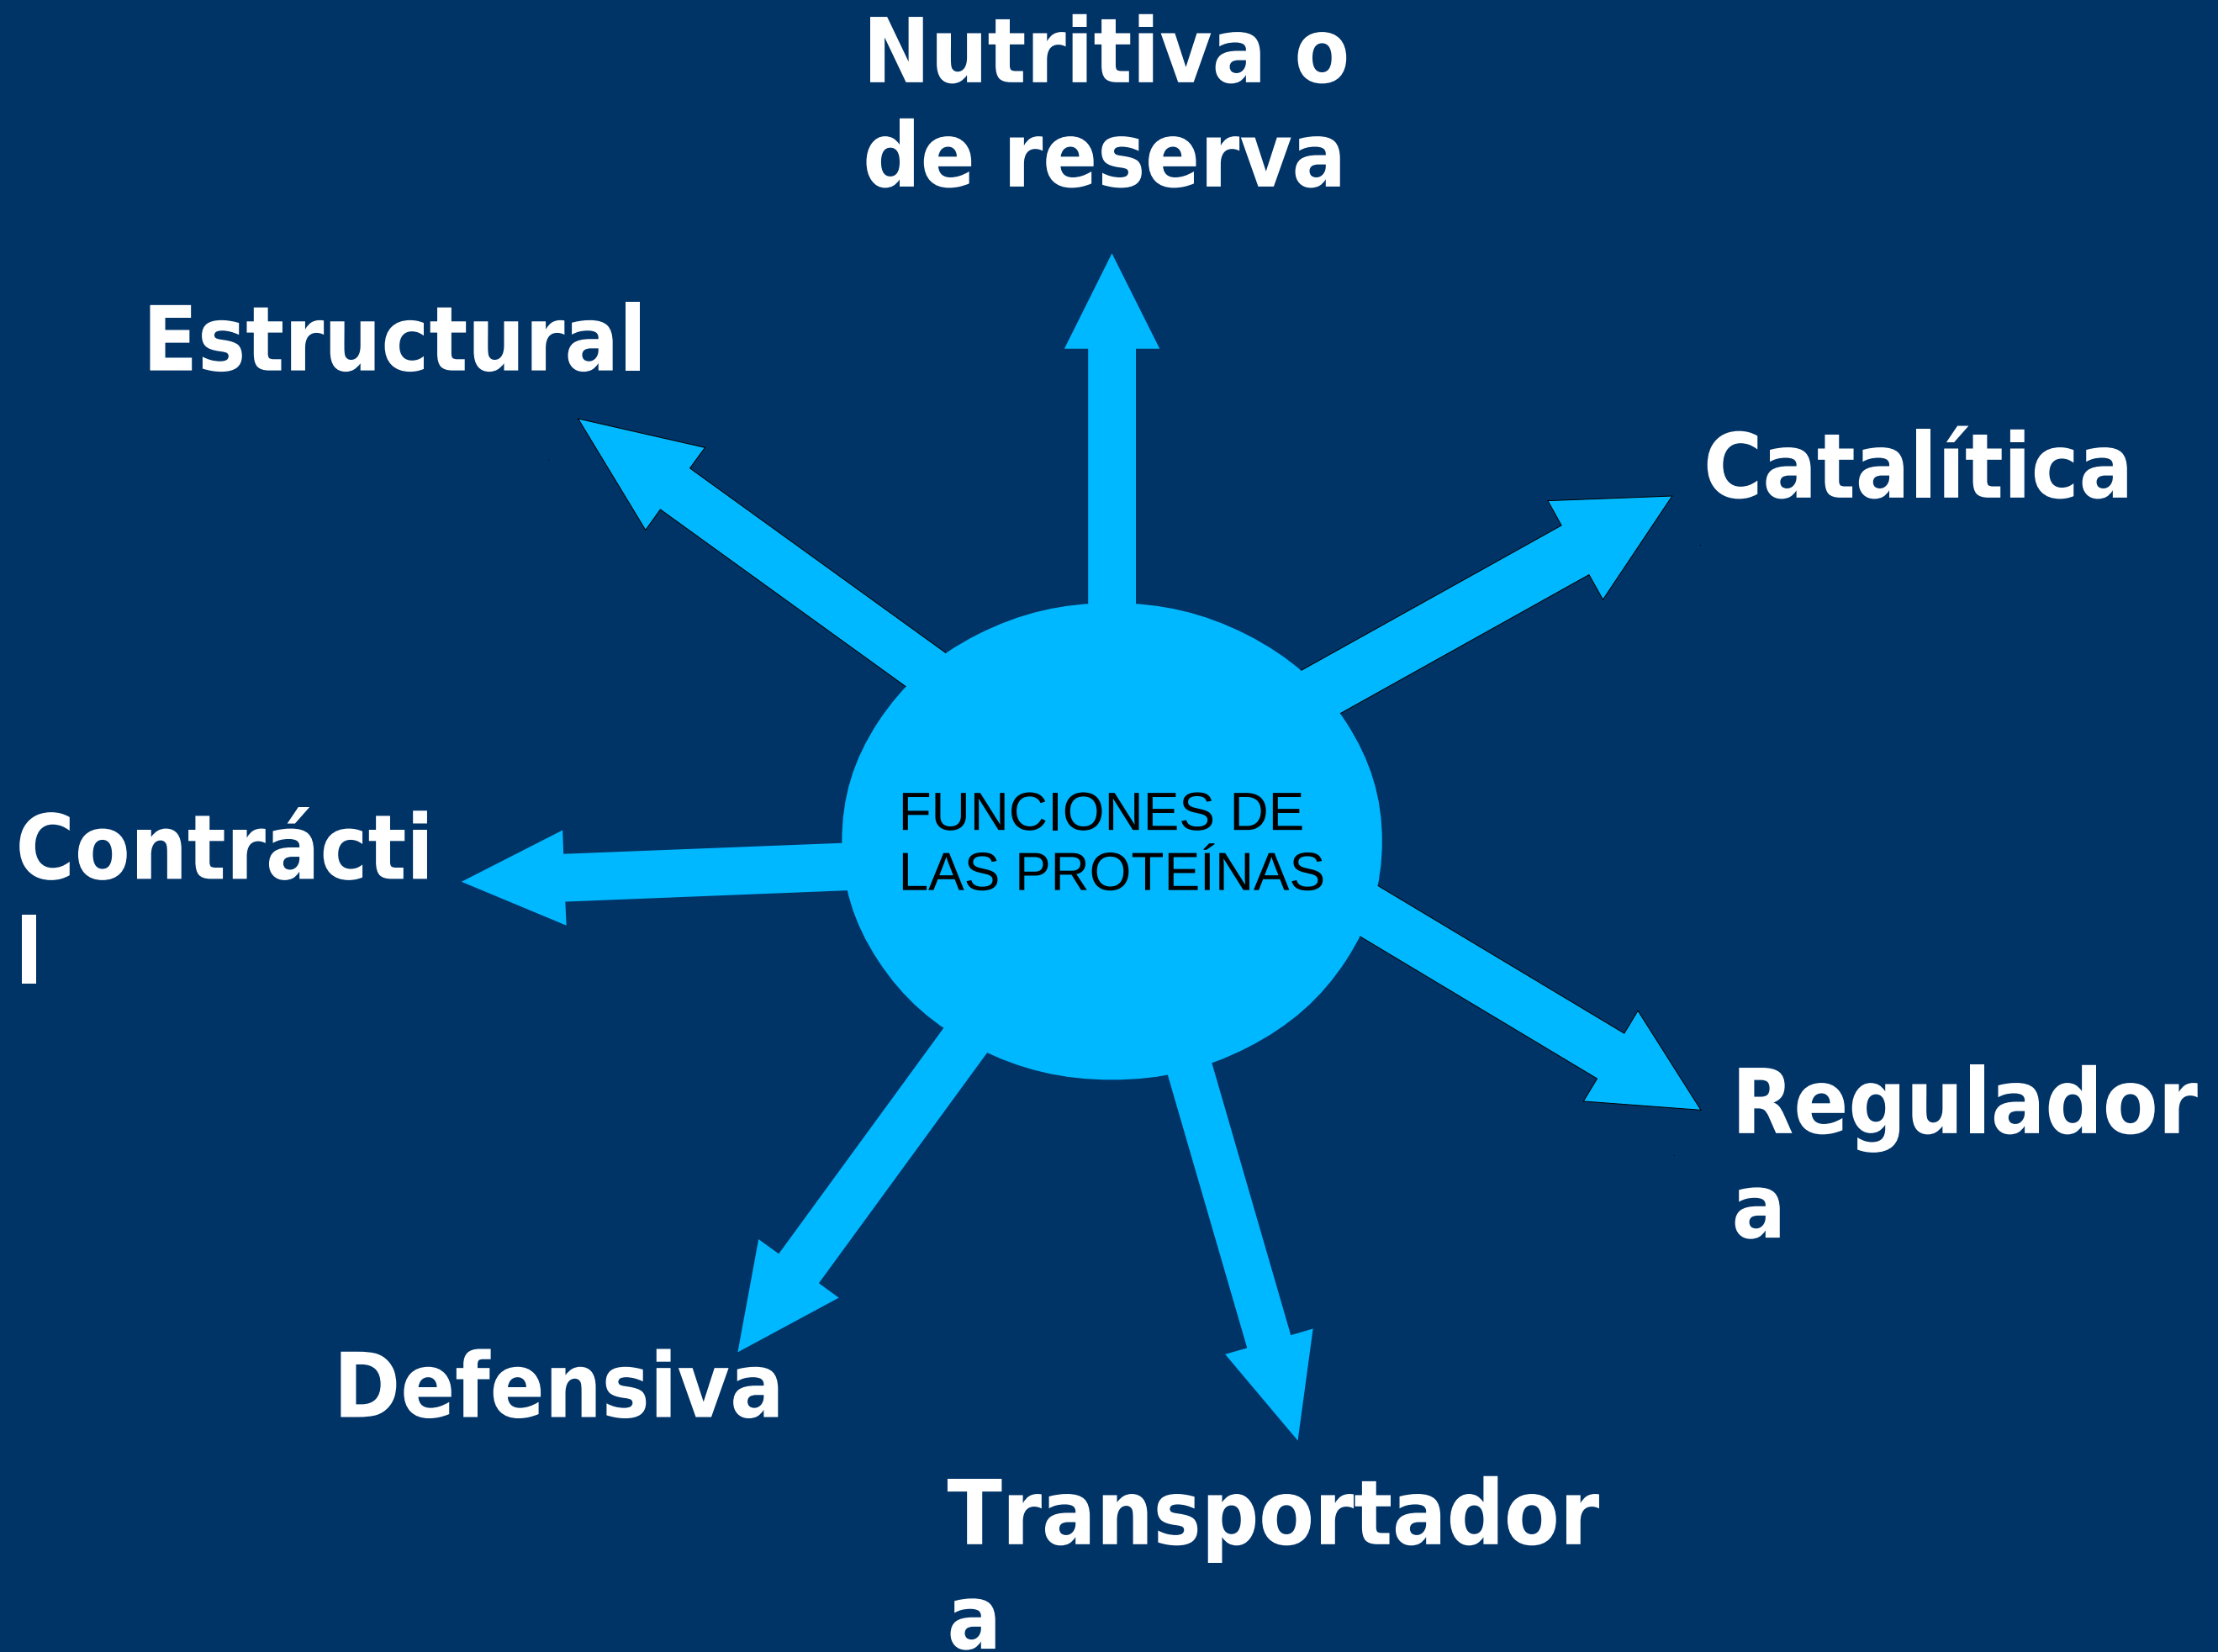 Nutritiva o
de reserva
Estructural
Catalítica
FUNCIONES DE
LAS PROTEÍNAS
Contrácti
l
Regulador
a
Defensiva
Transportador
a